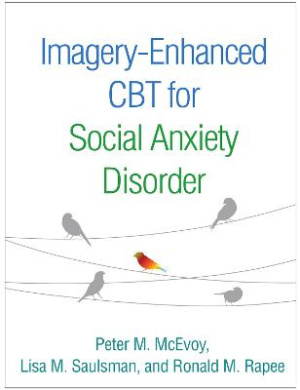 Imagery-Enhanced
CBT for
Social Anxiety
Disorder
Peter M. McEvoy,
Lisa M. Saulsman, and Ronald M. Rapee